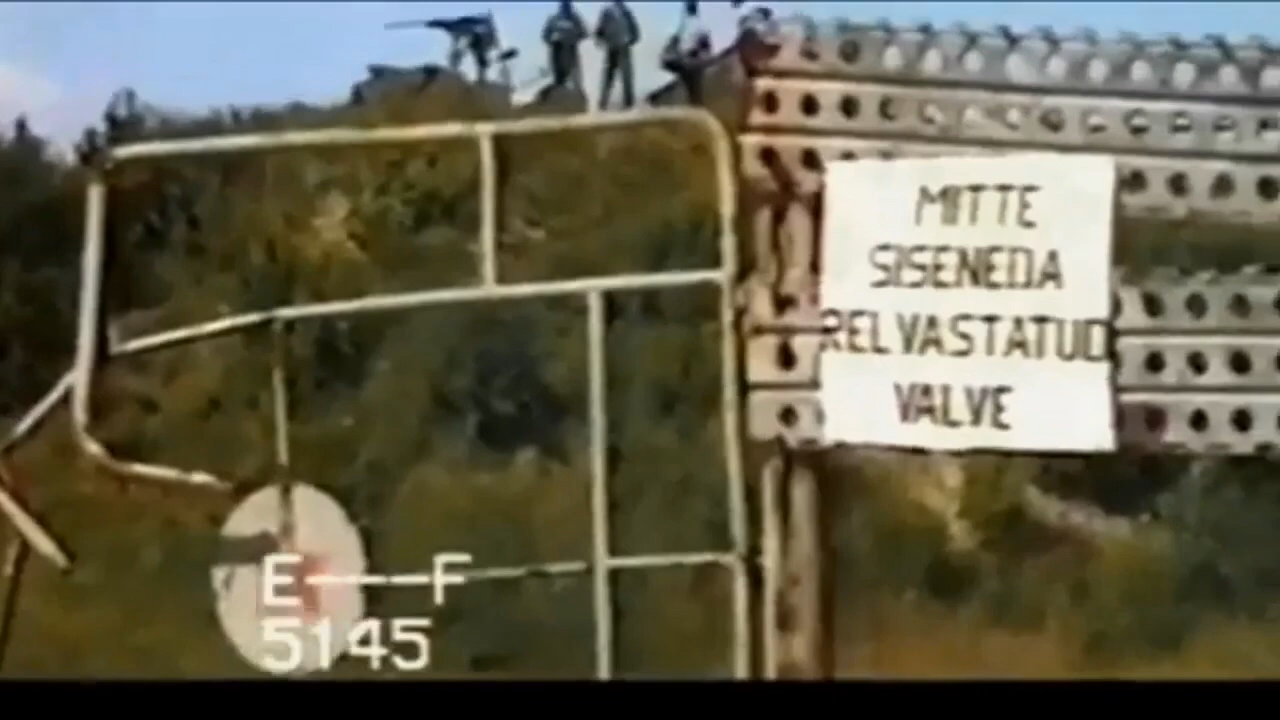 MITTE
SISENEDA
RELVASTATUD
VALVE
E----F
5145